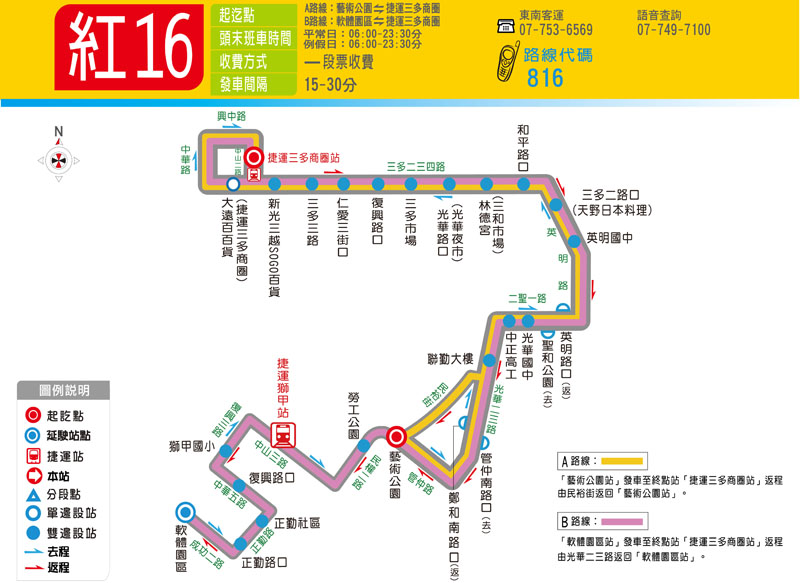 紅16
起迄點
A路線：藝術公園⇋捷運三多商圈
B路線：軟體園區⇋捷運三多商圈
頭末班車時間
平常日：06:00-23:30分
例假日：06:00-23:30分
收費方式
一段票收費
發車間隔
15-30分
東南客運
07-753-6569
語音查詢
07-749-7100
路線代碼
816
N
興中路
中華路
中山三路
捷運三多商圈站
三多二三四路
和平路口
大遠百百貨
(捷運三多商圈)
新光三越SOGO百貨
三多三路
仁愛三街口
復興路口
三多市場
光華路口
(光華夜市)
林德宮
(三和市場)
三多二路口
(天野日本料理)
英明國中
英明路
二聖一路
中正高工
光華國中
聖和公園(去)
英明路口(返)
聯勤大樓
民裕街
光華二三路
捷運獅甲站
勞工公園
復興三路
獅甲國小
中山三路
民權二路
藝術公園
管仲路
管仲南路口(去)
鄭和南路口(返)
復興路口
中華五路
正勤社區
正勤路
軟體園區
成功二路
正勤路口
圖例說明
起訖點
延駛站點
捷運站
本站
分段點
單邊設站
雙邊設站
去程
返程
A路線：
「藝術公園站」發車至終點站「捷運三多商圈站」返程
由民裕街返回「藝術公園站」。
B路線：
「軟體園區站」發車至終點站「捷運三多商圈站」返程
由光華二三路返回「軟體園區站」。